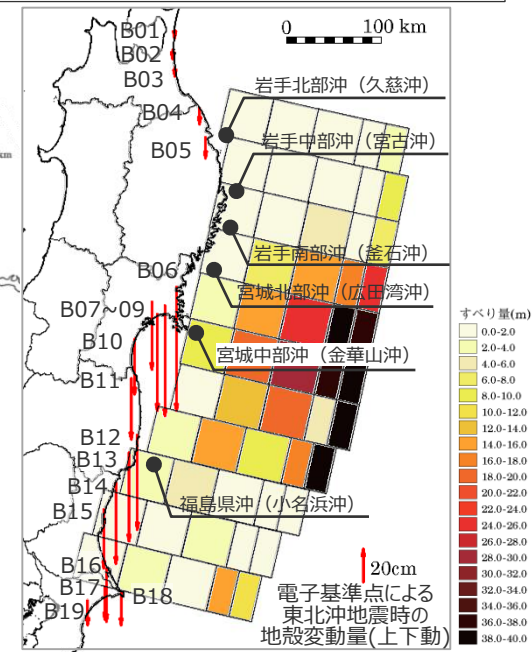 0 100 km
B01
B02
B03
B04
B05
岩手北部沖（久慈沖）
岩手中部沖（宮古沖）
岩手南部沖（釜石沖）
B06
宮城北部沖（広田湾沖）
B07～09
B10
宮城中部沖（金華山沖）
B11
B12
B13
B14
福島県沖（小名浜沖）
B15
B16
B17
B18
B19
20cm
電子基準点による
東北沖地震時の
地殻変動量(上下動)
すべり量(m)
0.0-2.0
2.0-4.0
4.0-6.0
6.0-8.0
8.0-10.0
10.0-12.0
12.0-14.0
14.0-16.0
16.0-18.0
18.0-20.0
20.0-22.0
22.0-24.0
24.0-26.0
26.0-28.0
28.0-30.0
30.0-32.0
32.0-34.0
34.0-36.0
36.0-38.0
38.0-40.0
km